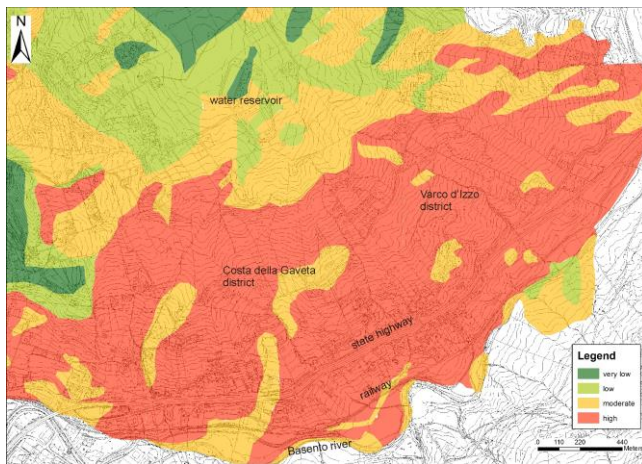 N
water reservoir
Varco d'Izzo
district
Costa della Gaveta
district
state highway
railway
Basento river
Legend
very low
low
moderate
high
0 110 220 440
Meters